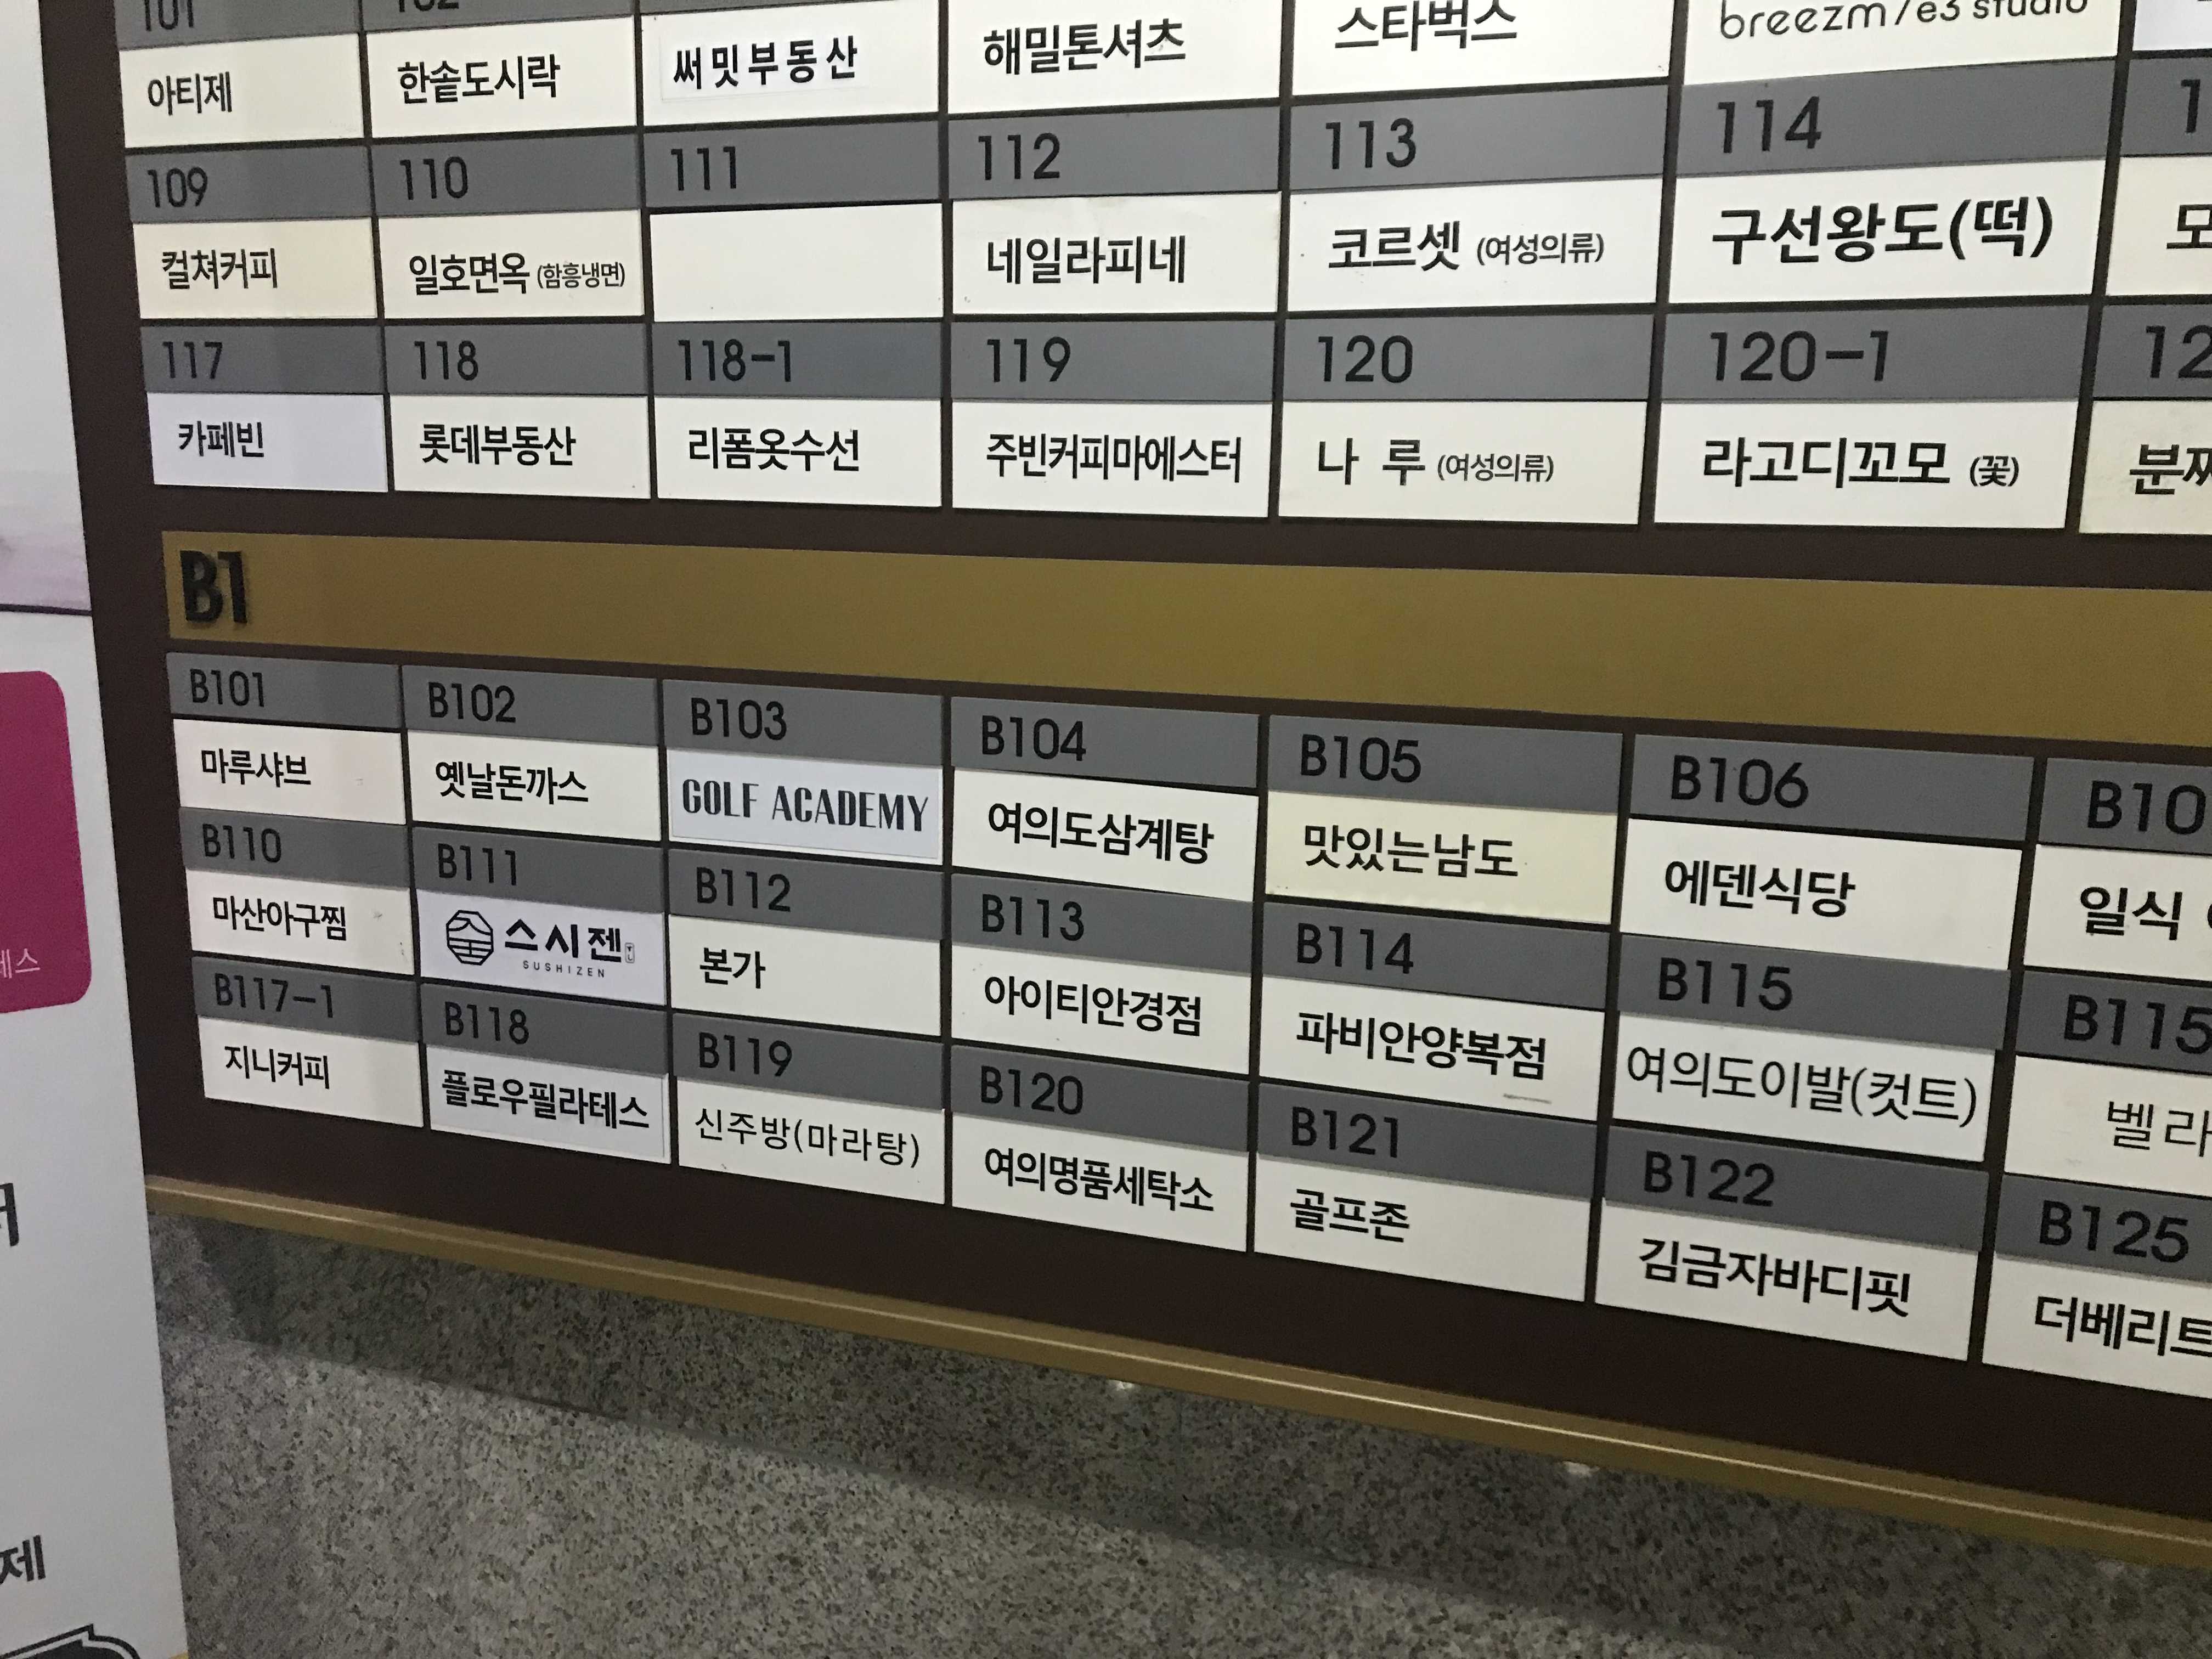 101
아티제
한솥도시락
써밋부동산
해밀톤셔츠
스타벅스
breezm/e3 studio
109 110 111 112 113 114
컬쳐커피
일호면옥 (함흥냉면)
네일라피네
코르셋 (여성의류)
구선왕도(떡)
117 118 118-1 119 120 120-1
카페빈
롯데부동산
리폼옷수선
주빈커피마에스터
나 루 (여성의류)
라고디꼬모 (꽃)
B1
B101 B102 B103 B104 B105 B106
마루샤브
옛날돈까스
GOLF ACADEMY
여의도삼계탕
맛있는남도
에덴식당
일식
B110 B111 B112 B113 B114 B115 B115
마산아구찜
스시젠
SUSHIZEN
본가
아이티안경점
파비안양복점
여의도이발(컷트)
벨라
B117-1 B118 B119 B120 B121 B122 B125
지니커피
플로우필라테스
신주방(마라탕)
여의명품세탁소
골프존
김금자바디핏
더베리트